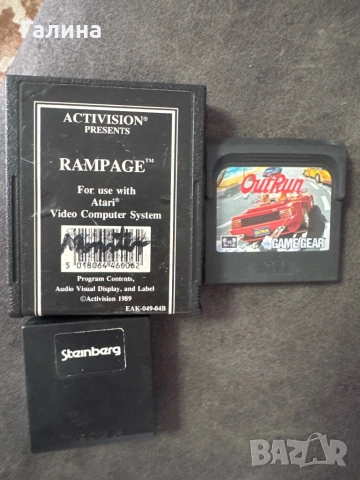 галина
ACTIVISION®
PRESENTS
RAMPAGE™
For use with
Atari®
Video Computer System
5 018064 460062
Program Contents,
Audio Visual Display, and Label
©Activision 1989
EAK-049-04B
OutRun
GAME GEAR
Steinberg
BAZAR
.bg